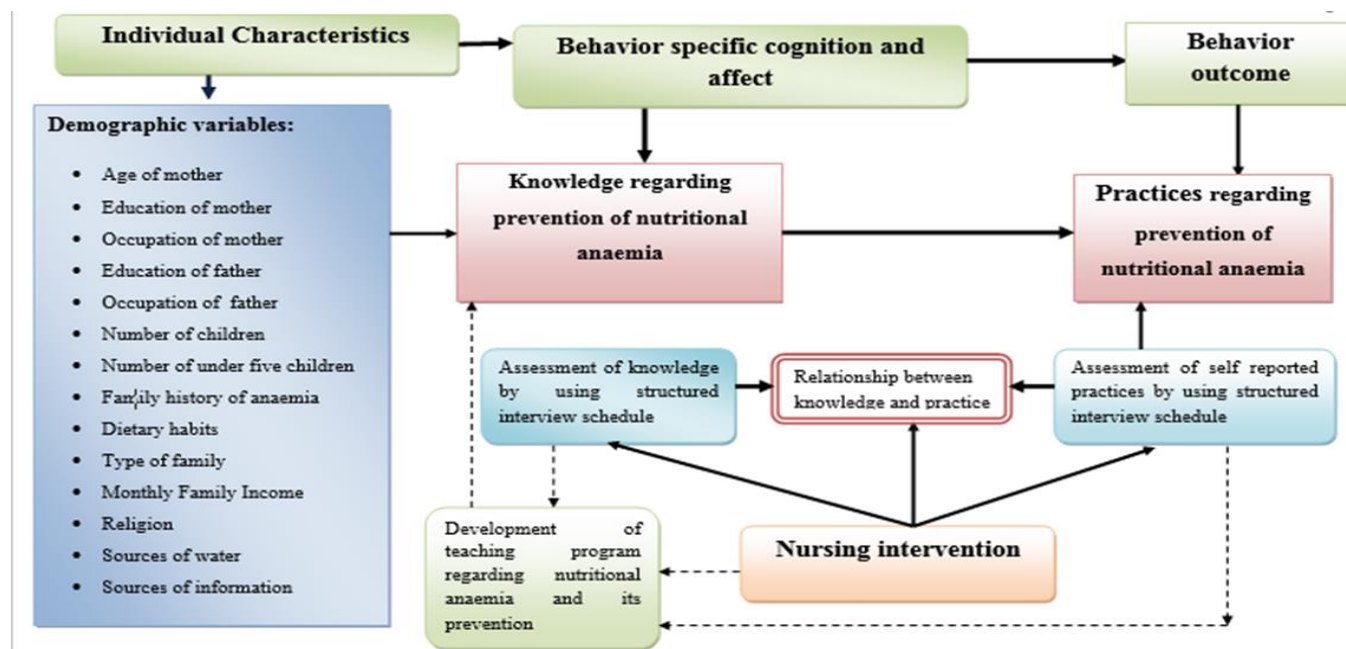 Individual Characteristics
Behavior specific cognition and
affect
Behavior
outcome
Demographic variables:
• Age of mother
• Education of mother
• Occupation of mother
• Education of father
• Occupation of father
• Number of children
• Number of under five children
• Family history of anaemia
• Dietary habits
• Type of family
• Monthly Family Income
• Religion
• Sources of water
• Sources of information
Knowledge regarding
prevention of nutritional
anaemia
Practices regarding
prevention of
nutritional anaemia
Assessment of knowledge
by using structured
interview schedule
Relationship between
knowledge and practice
Assessment of self reported
practices by using structured
interview schedule
Development of
teaching program
regarding nutritional
anaemia and its
prevention
Nursing intervention